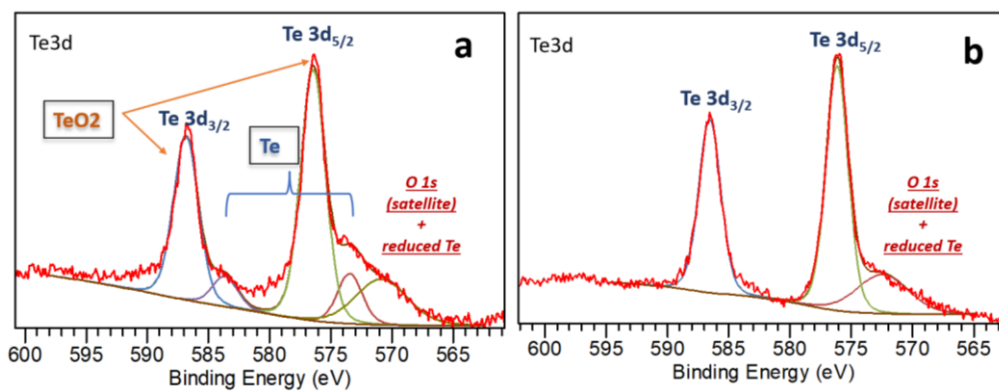 Te3d
Te 3d5/2
a
TeO2
Te 3d3/2
Te
O 1s
(satellite)
+
reduced Te
600 595 590 585 580 575 570 565
Binding Energy (eV)
Te3d
Te 3d5/2
b
Te 3d3/2
O 1s
(satellite)
+
reduced Te
600 595 590 585 580 575 570 565
Binding Energy (eV)